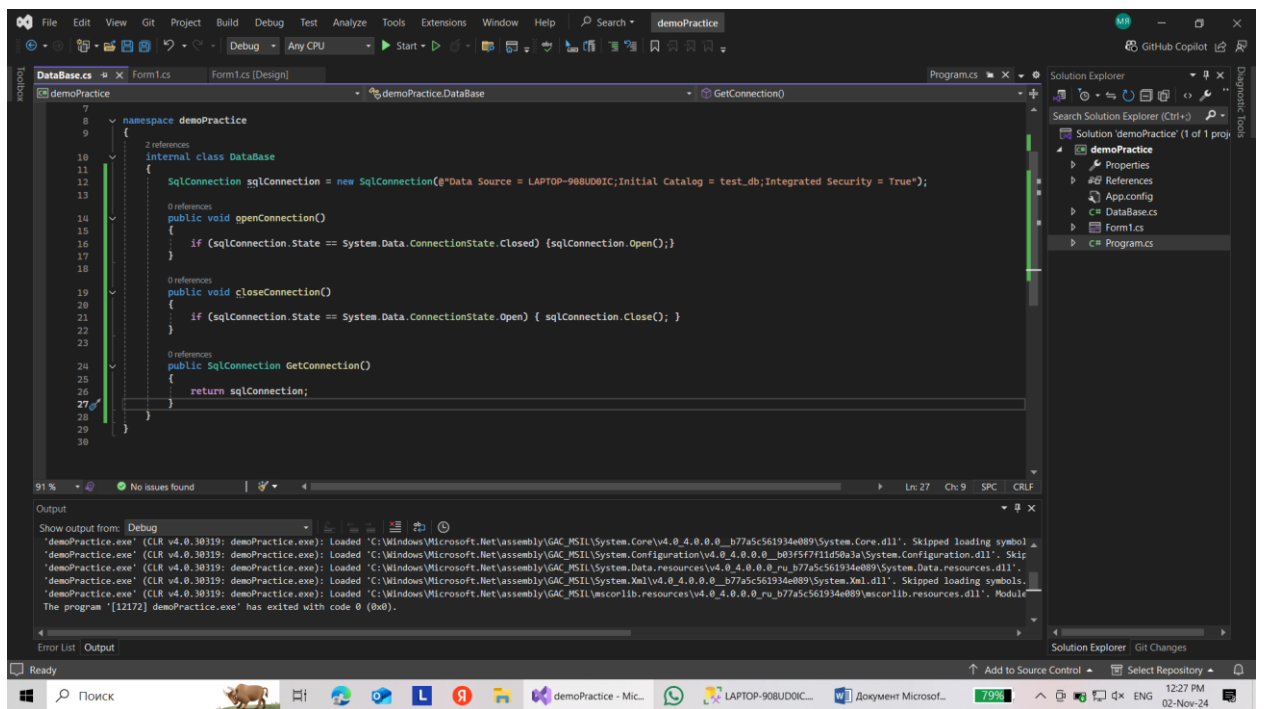 File Edit View Git Project Build Debug Test Analyze Tools Extensions Window Help Search demoPractice МЯ
Debug Any CPU Start GitHub Copilot
Toolbox
DataBase.cs Form1.cs Form1.cs [Design] Program.cs
demoPractice demoPractice.DataBase GetConnection()
7
8 namespace demoPractice
9 {
2 references
10 internal class DataBase
11 {
12 SqlConnection sqlConnection = new SqlConnection(@"Data Source = LAPTOP-908UD0IC;Initial Catalog = test_db;Integrated Security = True");
13
0 references
14 public void openConnection()
15 {
16 if (sqlConnection.State == System.Data.ConnectionState.Closed) {sqlConnection.Open();}
17 }
18
0 references
19 public void closeConnection()
20 {
21 if (sqlConnection.State == System.Data.ConnectionState.Open) { sqlConnection.Close(); }
22 }
23
0 references
24 public SqlConnection GetConnection()
25 {
26 return sqlConnection;
27 }
28 }
29 }
30
91 % No issues found Ln: 27 Ch: 9 SPC CRLF
Output
Show output from: Debug
'demoPractice.exe' (CLR v4.0.30319: demoPractice.exe): Loaded 'C:\Windows\Microsoft.Net\assembly\GAC_MSIL\System.Core\v4.0_4.0.0.0__b77a5c561934e089\System.Core.dll'. Skipped loading symbol
'demoPractice.exe' (CLR v4.0.30319: demoPractice.exe): Loaded 'C:\Windows\Microsoft.Net\assembly\GAC_MSIL\System.Configuration\v4.0_4.0.0.0__b03f5f7f11d50a3a\System.Configuration.dll'. Skip
'demoPractice.exe' (CLR v4.0.30319: demoPractice.exe): Loaded 'C:\Windows\Microsoft.Net\assembly\GAC_MSIL\System.Data.resources\v4.0_4.0.0.0_ru_b77a5c561934e089\System.Data.resources.dll'.
'demoPractice.exe' (CLR v4.0.30319: demoPractice.exe): Loaded 'C:\Windows\Microsoft.Net\assembly\GAC_MSIL\System.Xml\v4.0_4.0.0.0__b77a5c561934e089\System.Xml.dll'. Skipped loading symbols.
'demoPractice.exe' (CLR v4.0.30319: demoPractice.exe): Loaded 'C:\Windows\Microsoft.Net\assembly\GAC_MSIL\mscorlib.resources\v4.0_4.0.0.0_ru_b77a5c561934e089\mscorlib.resources.dll'. Module
The program '[12172] demoPractice.exe' has exited with code 0 (0x0).
Error List Output
Solution Explorer
Search Solution Explorer (Ctrl+;)
Solution 'demoPractice' (1 of 1 proj
demoPractice
Properties
References
App.config
C# DataBase.cs
Form1.cs
C# Program.cs
Solution Explorer Git Changes
Diagnostic Tools
Ready Add to Source Control Select Repository
Поиск L Я demoPractice - Mic... LAPTOP-908UD0IC.... Документ Microsof... 79% ENG 12:27 PM
02-Nov-24